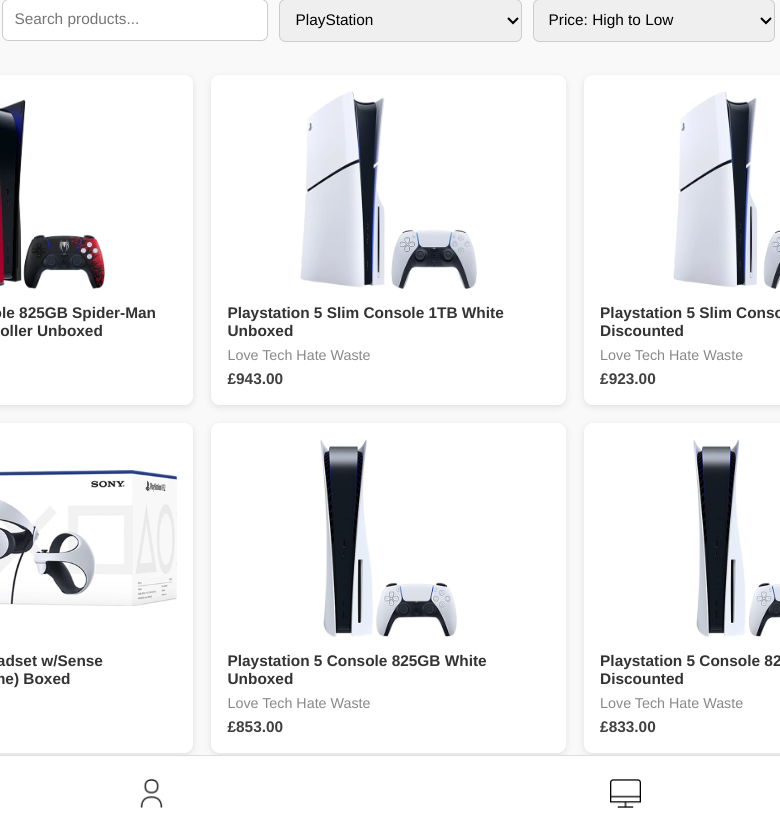 Search products...
PlayStation
Price: High to Low
ole 825GB Spider-Man
oller Unboxed
Playstation 5 Slim Console 1TB White
Unboxed
Love Tech Hate Waste
£943.00
Playstation 5 Slim Conso
Discounted
Love Tech Hate Waste
£923.00
SONY
adset w/Sense
me) Boxed
Playstation 5 Console 825GB White
Unboxed
Love Tech Hate Waste
£853.00
Playstation 5 Console 82
Discounted
Love Tech Hate Waste
£833.00